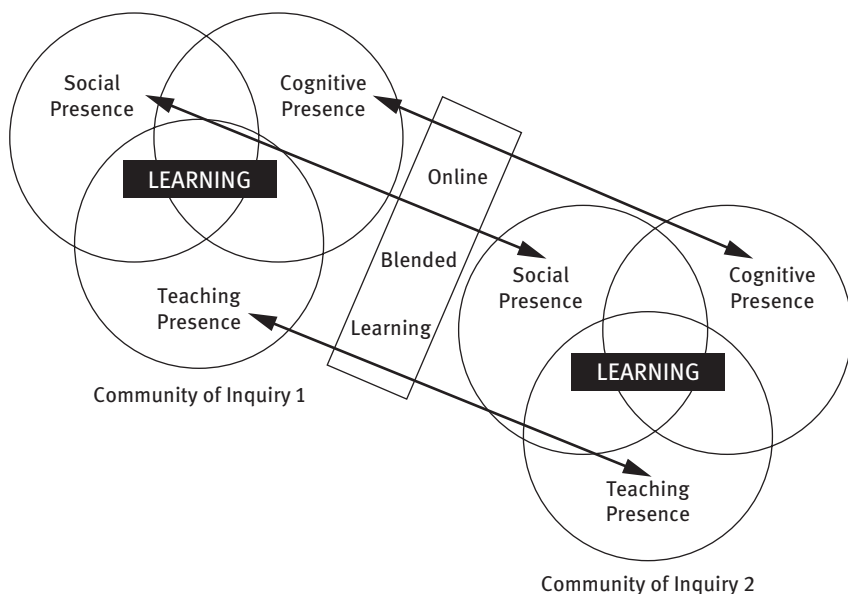 Social
Presence
Cognitive
Presence
LEARNING
Teaching
Presence
Community of Inquiry 1
Online
Blended
Learning
Social
Presence
Cognitive
Presence
LEARNING
Teaching
Presence
Community of Inquiry 2